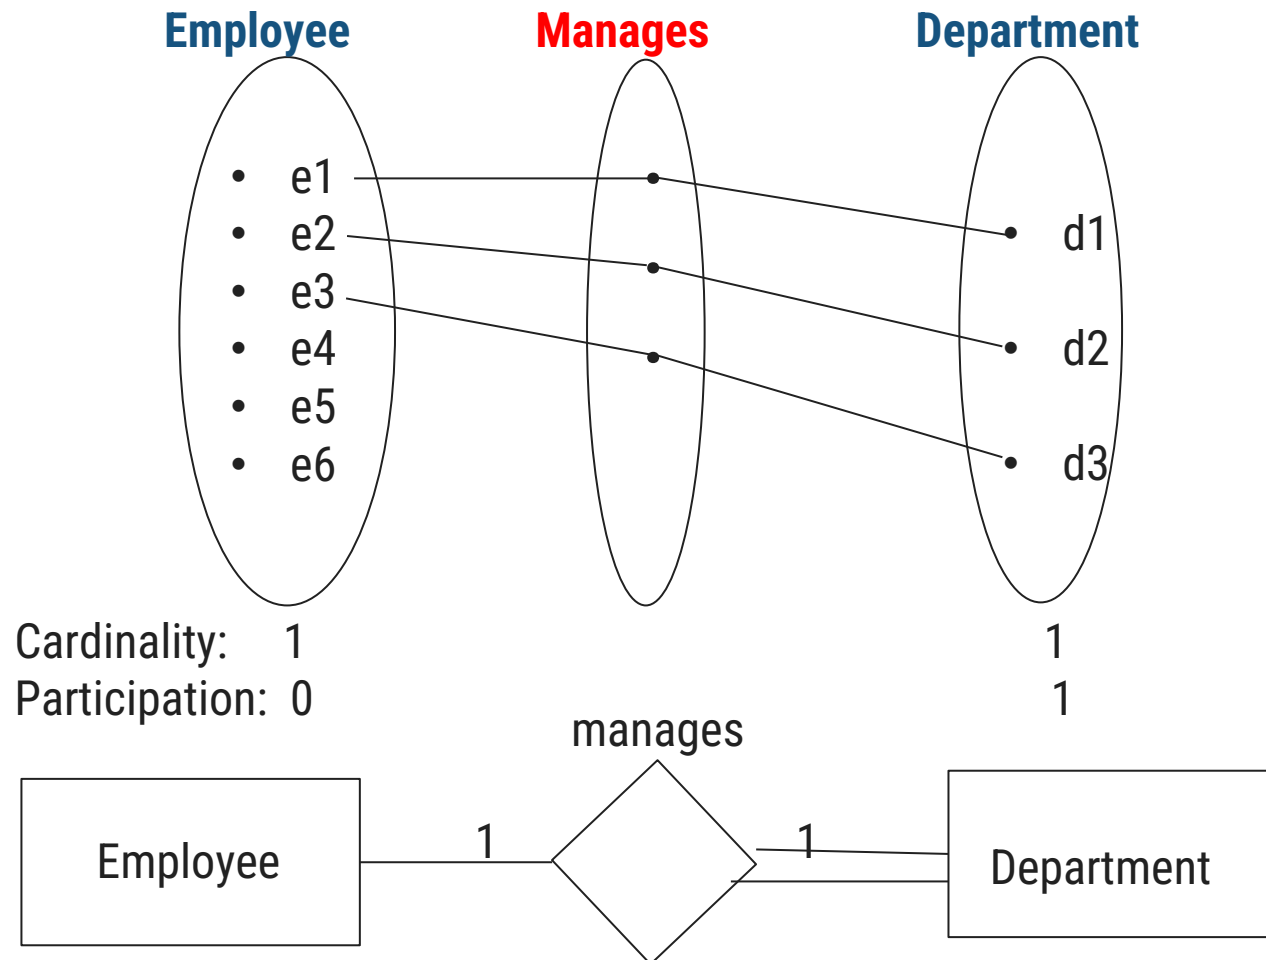 Employee Manages Department
e1
e2 d1
e3
e4 d2
e5
e6 d3
Cardinality: 1 1
Participation: 0 1
manages
1 1
Employee Department